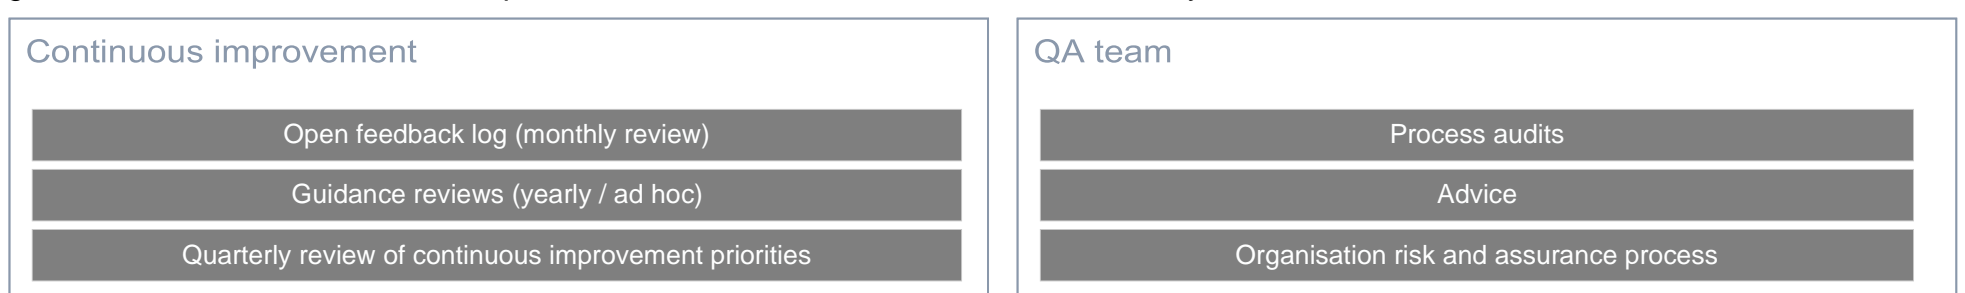 Continuous improvement
Open feedback log (monthly review)
Guidance reviews (yearly / ad hoc)
Quarterly review of continuous improvement priorities
QA team
Process audits
Advice
Organisation risk and assurance process